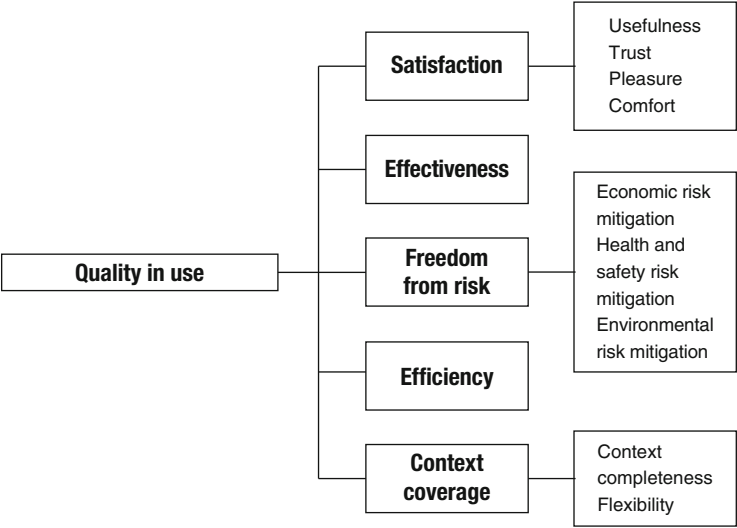 Quality in use
Satisfaction
Usefulness
Trust
Pleasure
Comfort
Effectiveness
Freedom
from risk
Economic risk
mitigation
Health and
safety risk
mitigation
Environmental
risk mitigation
Efficiency
Context
coverage
Context
completeness
Flexibility